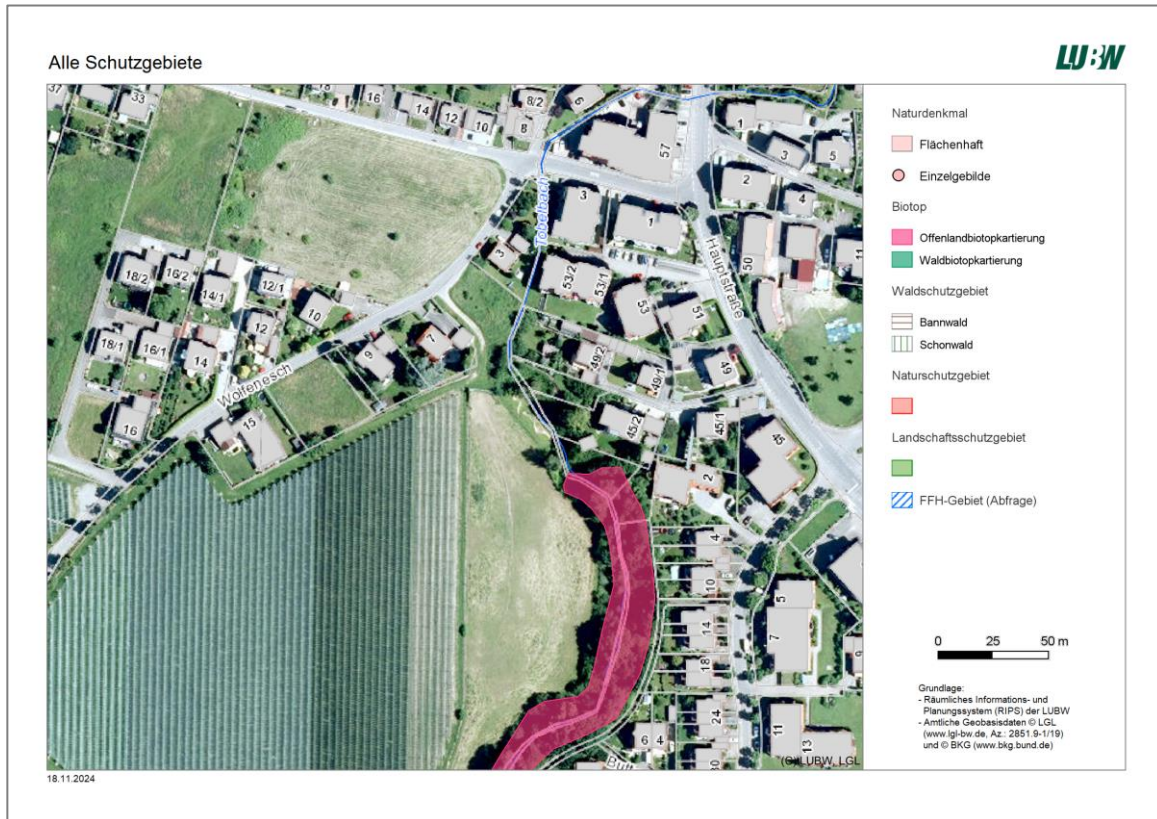 Alle Schutzgebiete
LUBW
37
33
18
16
14
12
10
8/2
8
6
57
1
3
5
2
4
3
1
50
11
Tobelbach
Hauptstraße
3
53/2
53/1
53
51
18/2
16/2
14/1
12/1
10
12
18/1
16/1
14
9
7
49/2
49/1
49
Wolfenesch
16
15
45/2
45/1
45
2
4
10
5
7
14
18
9
24
6
4
11
13
30
Bütt
(C) LUBW, LGL
18.11.2024
Naturdenkmal
Flächenhaft
Einzelgebilde
Biotop
Offenlandbiotopkartierung
Waldbiotopkartierung
Waldschutzgebiet
Bannwald
Schonwald
Naturschutzgebiet
Landschaftsschutzgebiet
FFH-Gebiet (Abfrage)
0 25 50 m
Grundlage:
- Räumliches Informations- und
Planungssystem (RIPS) der LUBW
- Amtliche Geobasisdaten © LGL
(www.lgl-bw.de, Az.: 2851.9-1/19)
und © BKG (www.bkg.bund.de)